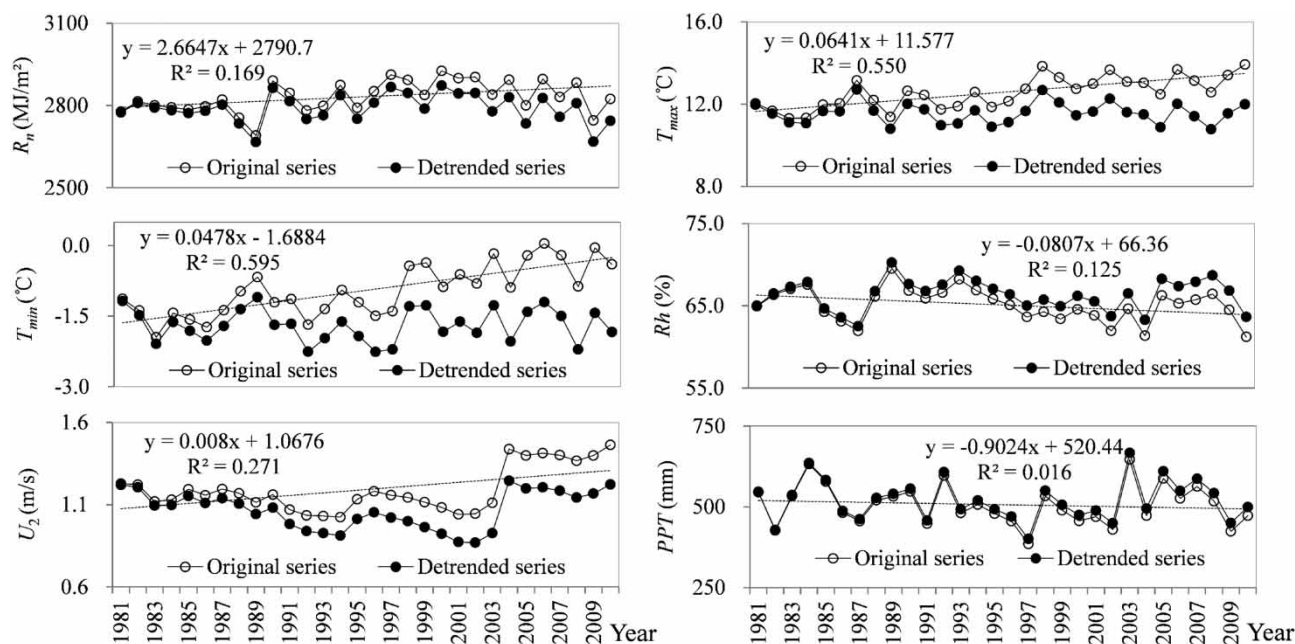 3100
2800
2500
Rₙ (MJ/m²)
y = 2.6647x + 2790.7
R² = 0.169
Original series
Detrended series
16.0
12.0
8.0
Tmax (℃)
y = 0.0641x + 11.577
R² = 0.550
Original series
Detrended series
0.0
-1.5
-3.0
Tmin (℃)
y = 0.0478x - 1.6884
R² = 0.595
Original series
Detrended series
75.0
65.0
55.0
Rh (%)
y = -0.0807x + 66.36
R² = 0.125
Original series
Detrended series
1.6
1.1
0.6
U₂ (m/s)
y = 0.008x + 1.0676
R² = 0.271
Original series
Detrended series
1981
1983
1985
1987
1989
1991
1993
1995
1997
1999
2001
2003
2005
2007
2009
Year
750
500
250
PPT (mm)
y = -0.9024x + 520.44
R² = 0.016
Original series
Detrended series
1981
1983
1985
1987
1989
1991
1993
1995
1997
1999
2001
2003
2005
2007
2009
Year